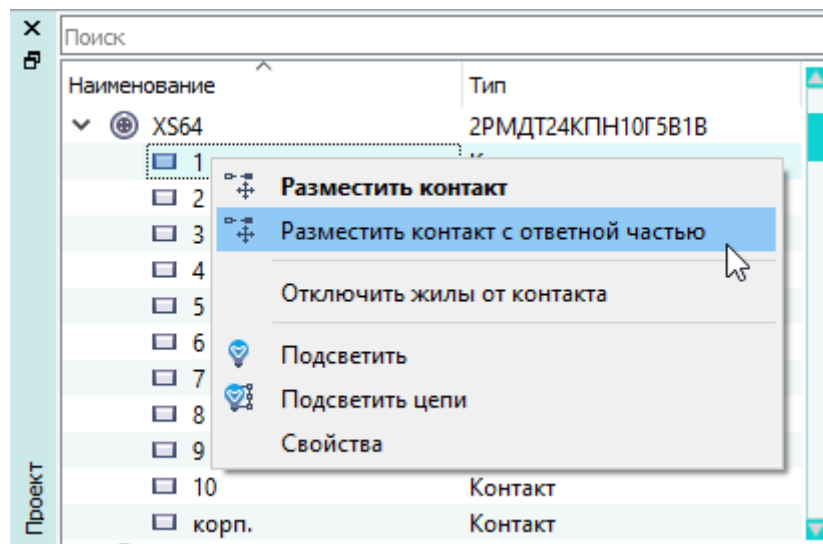 Поиск
Наименование Тип
XS64 2РМДТ24КПН10Г5В1В
1
2 Разместить контакт
3 Разместить контакт с ответной частью
4
5 Отключить жилы от контакта
6
7 Подсветить
8 Подсветить цепи
9 Свойства
10 Контакт
корп. Контакт
Проект